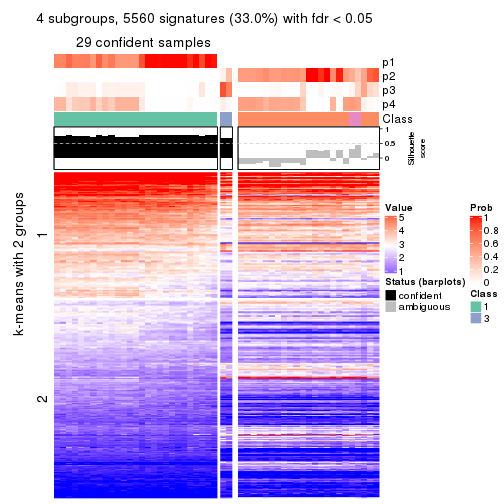 4 subgroups, 5560 signatures (33.0%) with fdr < 0.05
29 confident samples
p1
p2
p3
p4
Class
1
0.5
0
Silhouette
score
k-means with 2 groups
1
2
Value
5
4
3
2
1
Status (barplots)
confident
ambiguous
Prob
1
0.8
0.6
0.4
0.2
0
Class
1
3